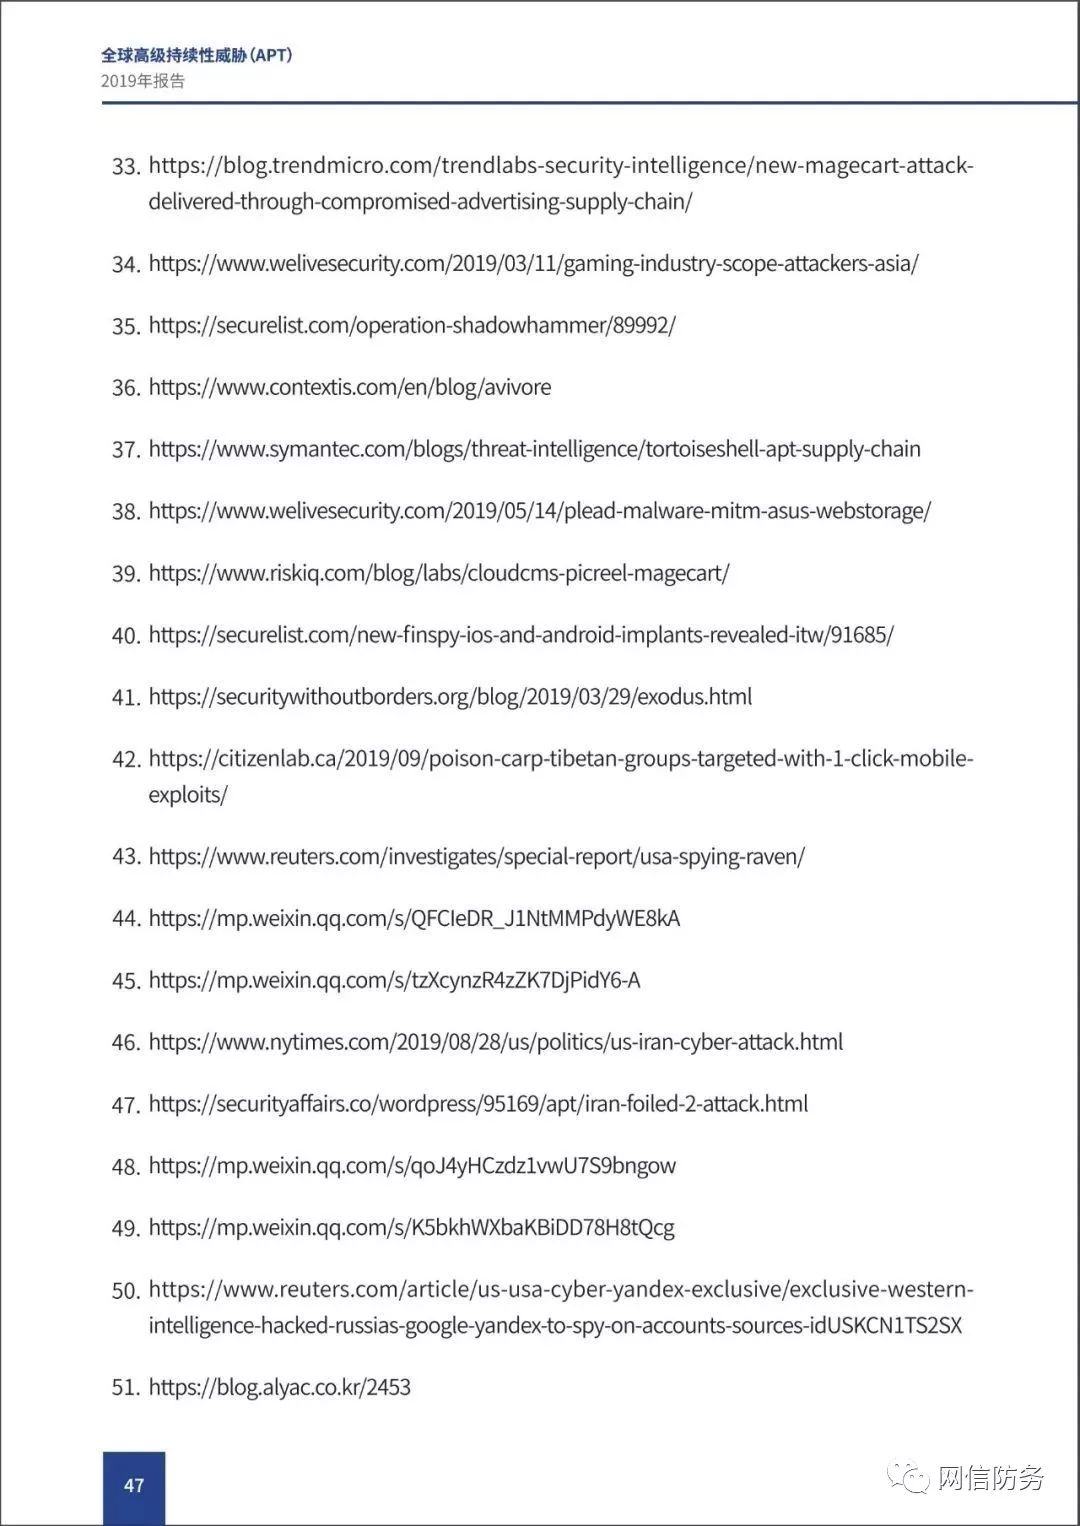 全球高级持续性威胁（APT）
2019年报告
33. https://blog.trendmicro.com/trendlabs-security-intelligence/new-magecart-attack-
delivered-through-compromised-advertising-supply-chain/
34. https://www.welivesecurity.com/2019/03/11/gaming-industry-scope-attackers-asia/
35. https://securelist.com/operation-shadowhammer/89992/
36. https://www.contextis.com/en/blog/avivore
37. https://www.symantec.com/blogs/threat-intelligence/tortoiseshell-apt-supply-chain
38. https://www.welivesecurity.com/2019/05/14/plead-malware-mitm-asus-webstorage/
39. https://www.riskiq.com/blog/labs/cloudcms-picreel-magecart/
40. https://securelist.com/new-finspy-ios-and-android-implants-revealed-itw/91685/
41. https://securitywithoutborders.org/blog/2019/03/29/exodus.html
42. https://citizenlab.ca/2019/09/poison-carp-tibetan-groups-targeted-with-1-click-mobile-
exploits/
43. https://www.reuters.com/investigates/special-report/usa-spying-raven/
44. https://mp.weixin.qq.com/s/QFCIeDR_J1NtMMPdyWE8kA
45. https://mp.weixin.qq.com/s/tzXcynzR4zZK7DjPidY6-A
46. https://www.nytimes.com/2019/08/28/us/politics/us-iran-cyber-attack.html
47. https://securityaffairs.co/wordpress/95169/apt/iran-foiled-2-attack.html
48. https://mp.weixin.qq.com/s/qoJ4yHCzdz1vwU7S9bngow
49. https://mp.weixin.qq.com/s/K5bkhWXbaKBiDD78H8tQcg
50. https://www.reuters.com/article/us-usa-cyber-yandex-exclusive/exclusive-western-
intelligence-hacked-russias-google-yandex-to-spy-on-accounts-sources-idUSKCN1TS2SX
51. https://blog.alyac.co.kr/2453
47
网信防务